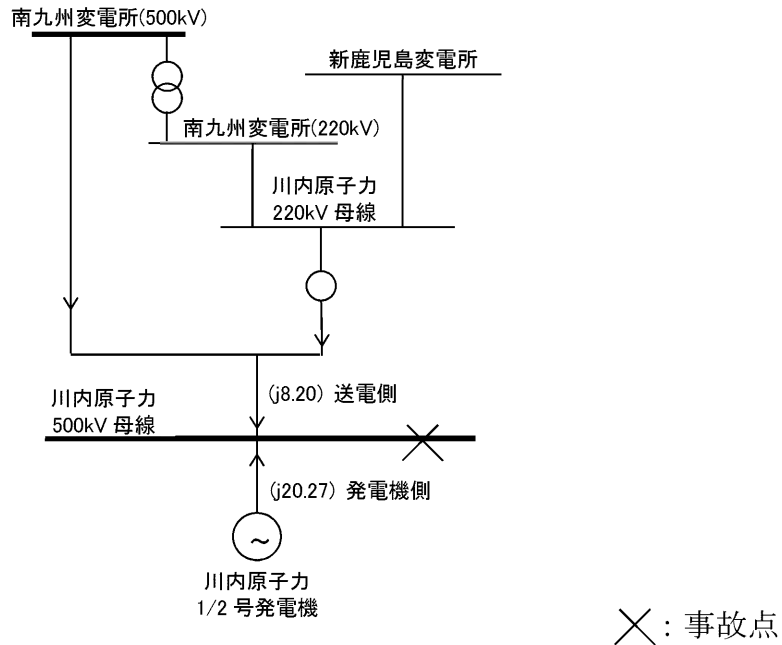 南九州変電所(500kV)
新鹿児島変電所
南九州変電所(220kV)
川内原子力
220kV 母線
(j8.20) 送電側
川内原子力
500kV 母線
(j20.27) 発電機側
~
川内原子力
1/2 号発電機
: 事故点